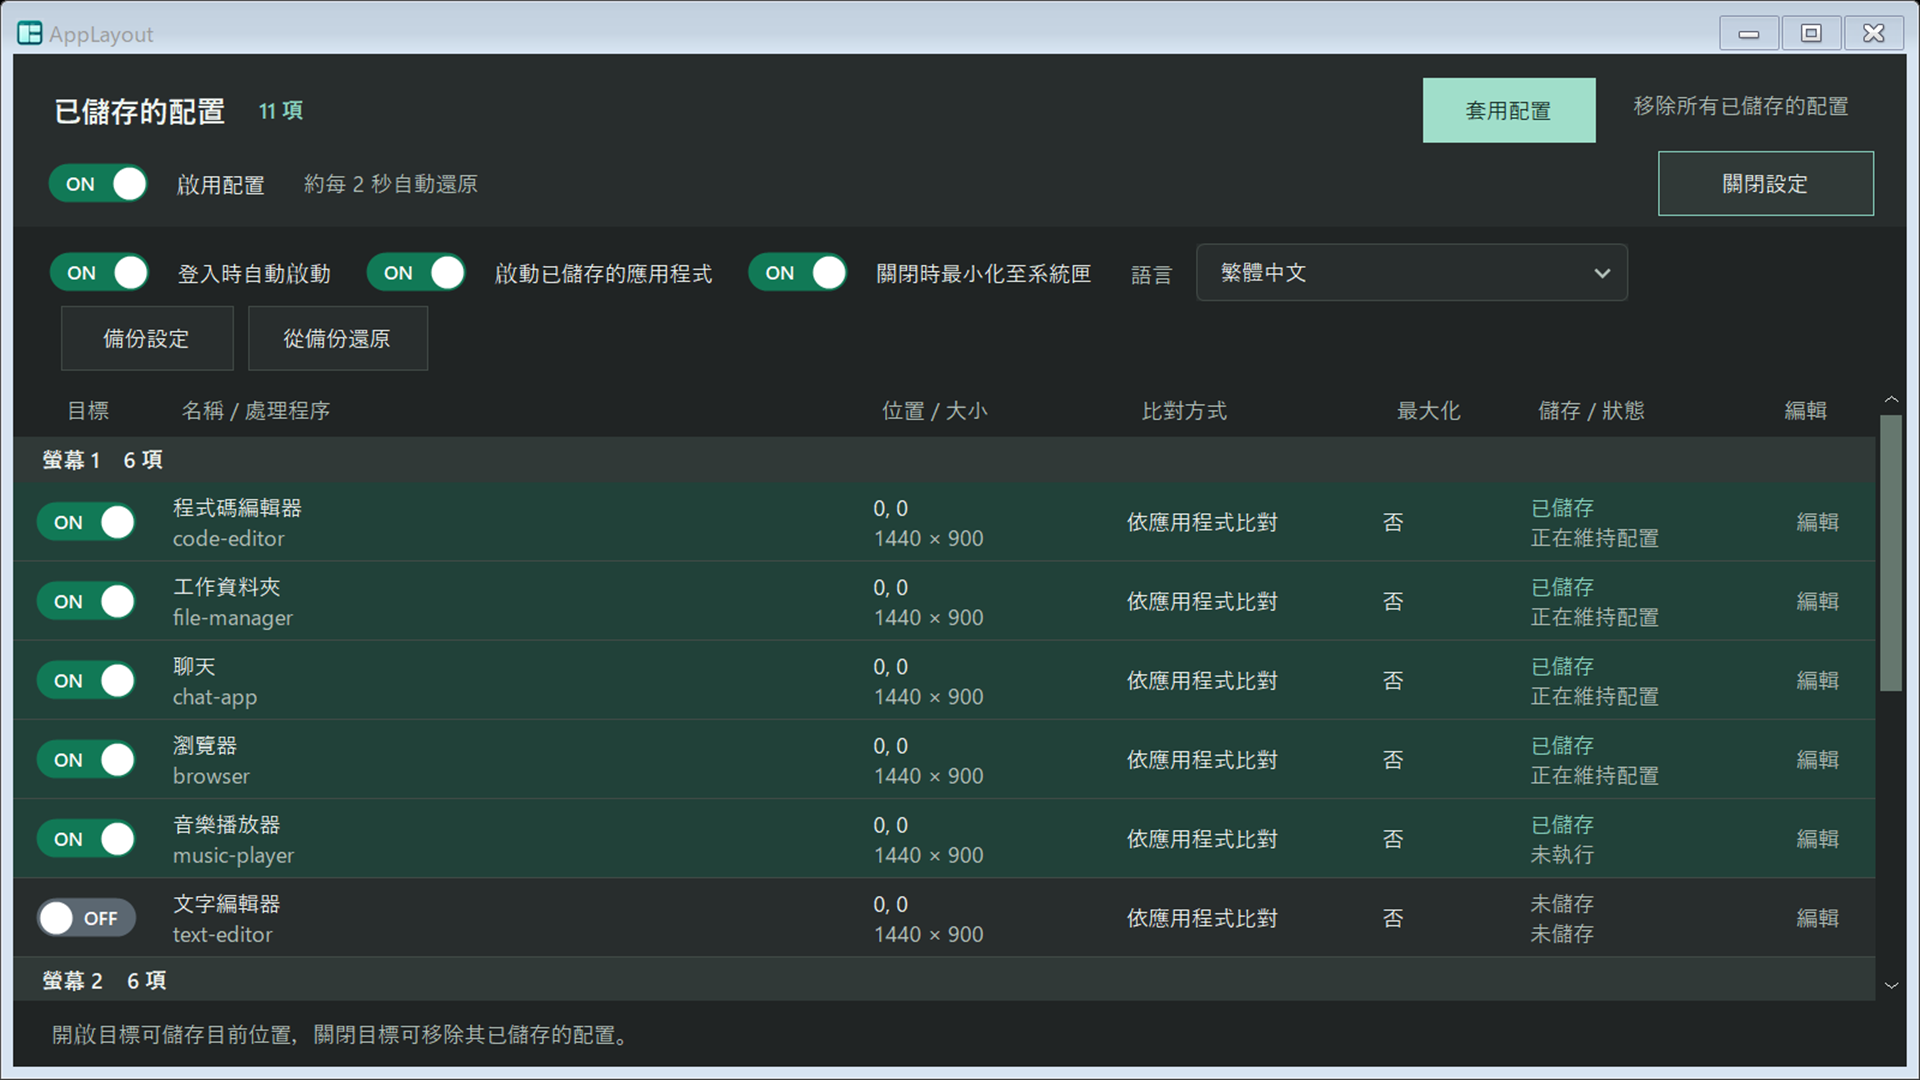 AppLayout
已儲存的配置 11 項
套用配置
移除所有已儲存的配置
ON 啟用配置 約每 2 秒自動還原
關閉設定
ON 登入時自動啟動 ON 啟動已儲存的應用程式 ON 關閉時最小化至系統匣 語言 繁體中文
備份設定 從備份還原
目標 名稱 / 處理程序 位置 / 大小 比對方式 最大化 儲存 / 狀態 編輯
螢幕 1 6 項
程式碼編輯器 0, 0 已儲存
ON 依應用程式比對 否 編輯
code-editor 1440 × 900 正在維持配置
工作資料夾 0, 0 已儲存
ON 依應用程式比對 否 編輯
file-manager 1440 × 900 正在維持配置
聊天 0, 0 已儲存
ON 依應用程式比對 否 編輯
chat-app 1440 × 900 正在維持配置
瀏覽器 0, 0 已儲存
ON 依應用程式比對 否 編輯
browser 1440 × 900 正在維持配置
音樂播放器 0, 0 已儲存
ON 依應用程式比對 否 編輯
music-player 1440 × 900 未執行
文字編輯器 0, 0 未儲存
OFF 依應用程式比對 否 編輯
text-editor 1440 × 900 未儲存
螢幕 2 6 項
開啟目標可儲存目前位置，關閉目標可移除其已儲存的配置。